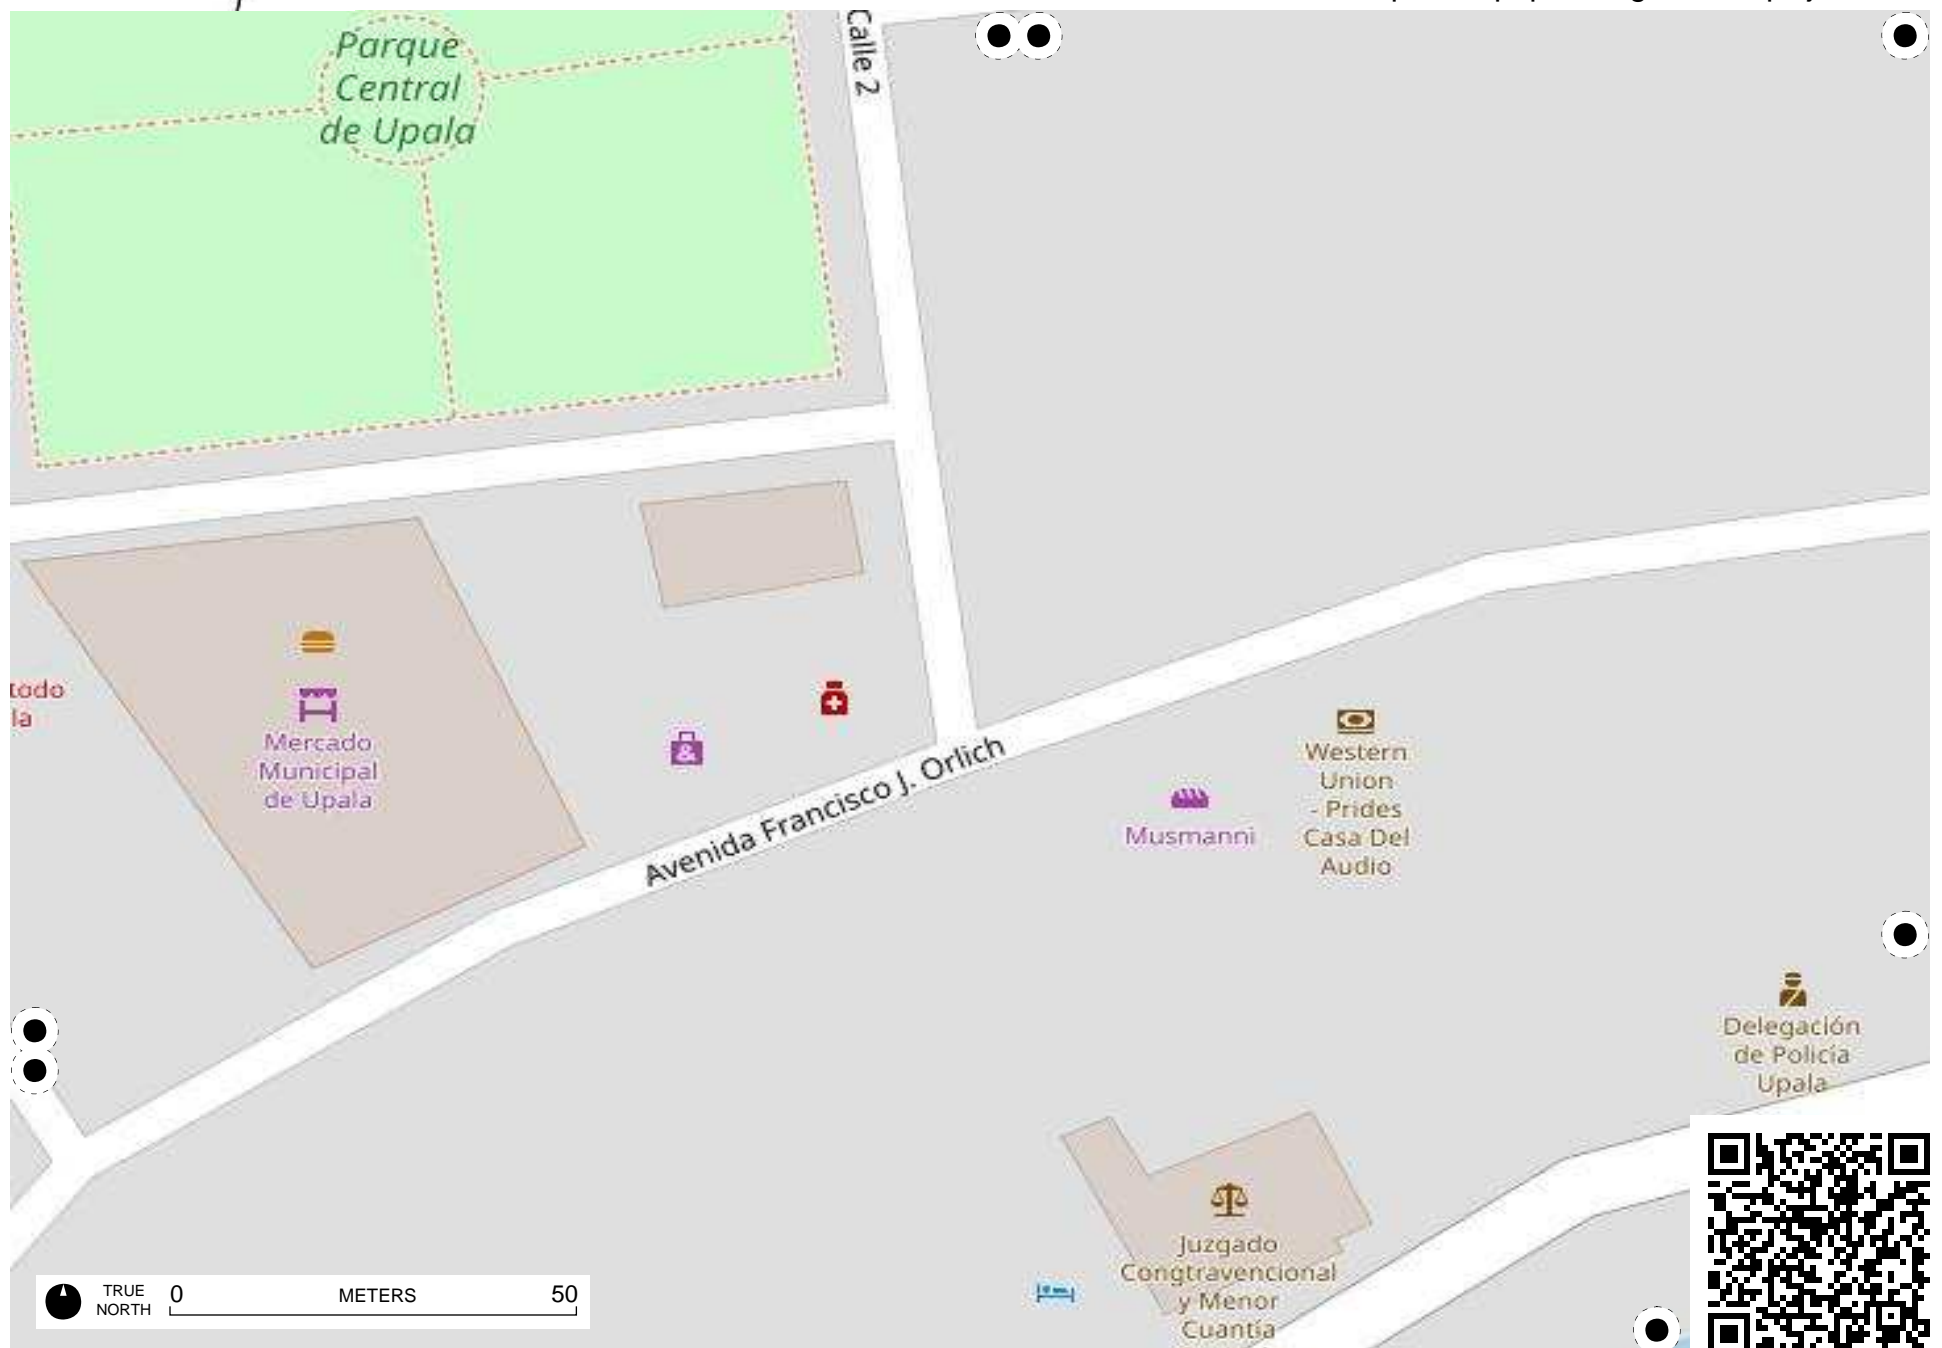 Calle 2
Parque
Central
de Upala
todo
la
Mercado
Municipal
de Upala
Avenida Francisco J. Orlich
Western
Union
- Prides
Casa Del
Audio
Musmanni
Delegación
de Policía
Upala
Juzgado
Congtravencional
y Menor
Cuantía
TRUE
NORTH
0 METERS 50